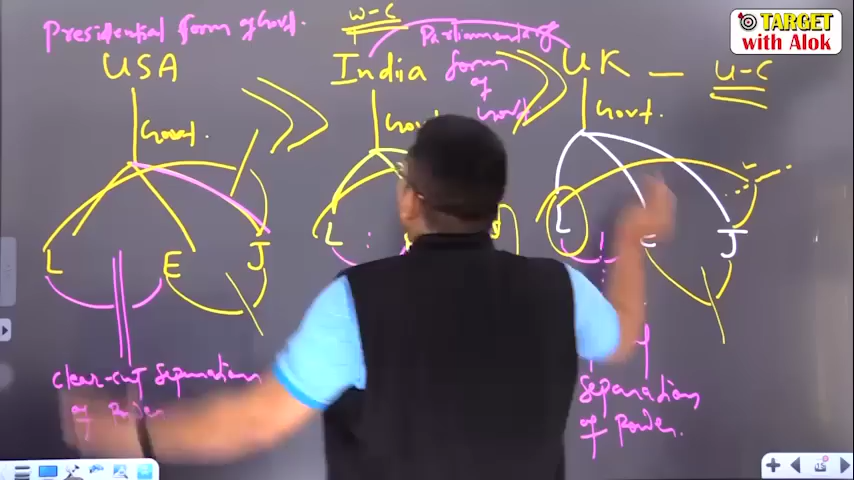 TARGET
with Alok
Presidential form of Govt.
W-C
Parliamentary
form
of
Govt.
USA
India
UK — U-C
Govt.
Govt.
Govt.
L
E
J
L
L
J
clear-cut separation
of Power
separation
of Power.